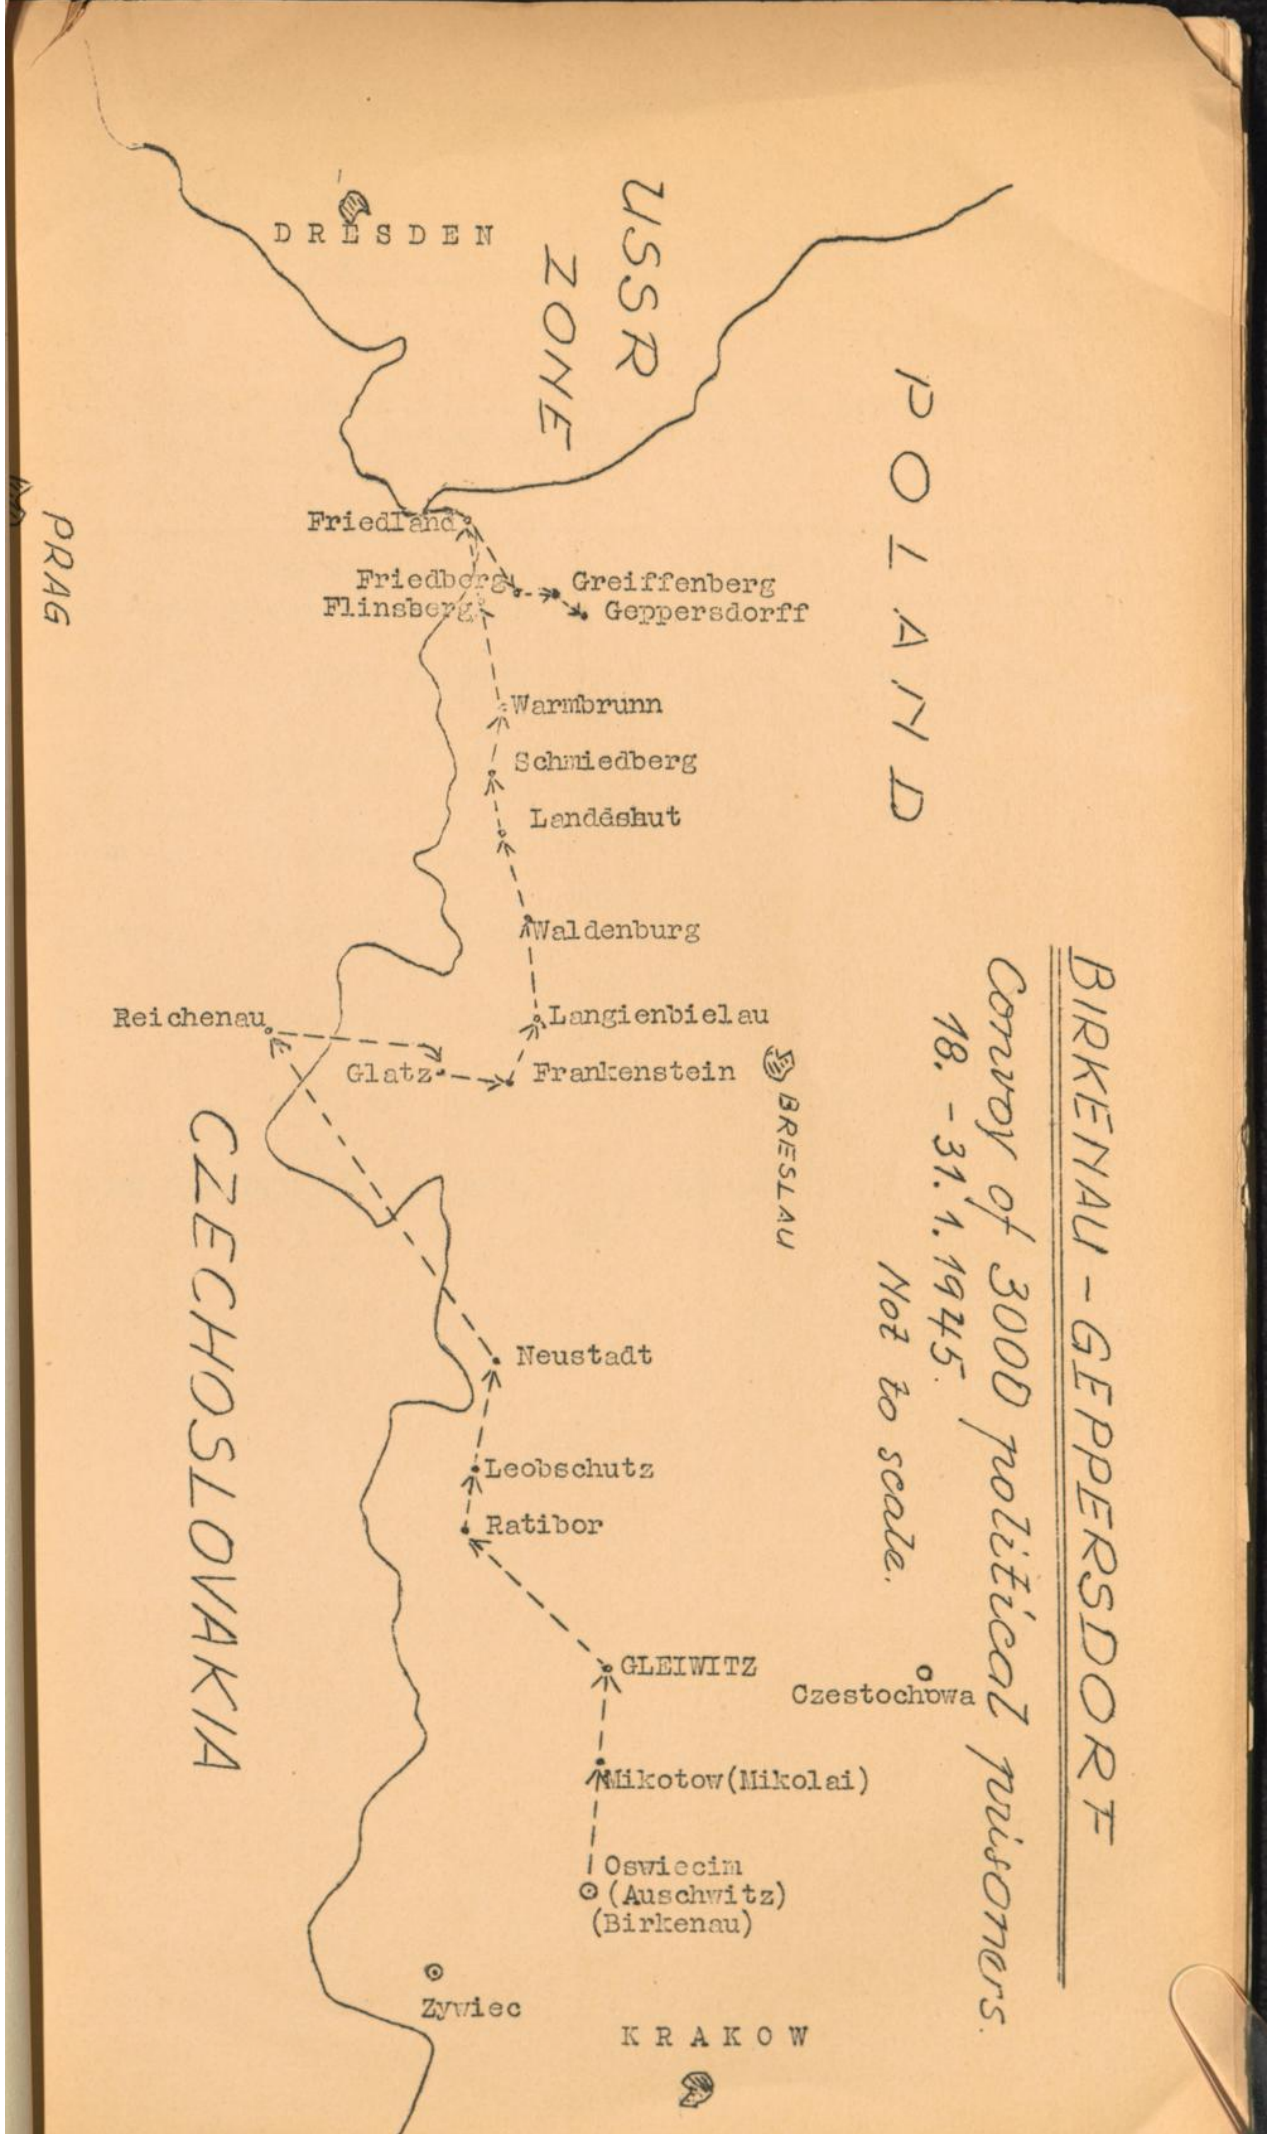 BIRKENAU - GEPPERSDORF
Convoy of 3000 political prisoners.
18. - 31. 1. 1945.
Not to scale.
POLAND
USSR
ZONE
DRESDEN
PRAG
Friedland
Friedberg
Greiffenberg
Flinsberg
Geppersdorff
Warmbrunn
Schmiedberg
Landeshut
Waldenburg
Reichenau
Langienbielau
Glatz
Frankenstein
BRESLAU
CZECHOSLOVAKIA
Neustadt
Leobschutz
Ratibor
GLEIWITZ
Czestochowa
Mikotow(Mikolai)
Oswiecim
(Auschwitz)
(Birkenau)
Zywiec
KRAKOW